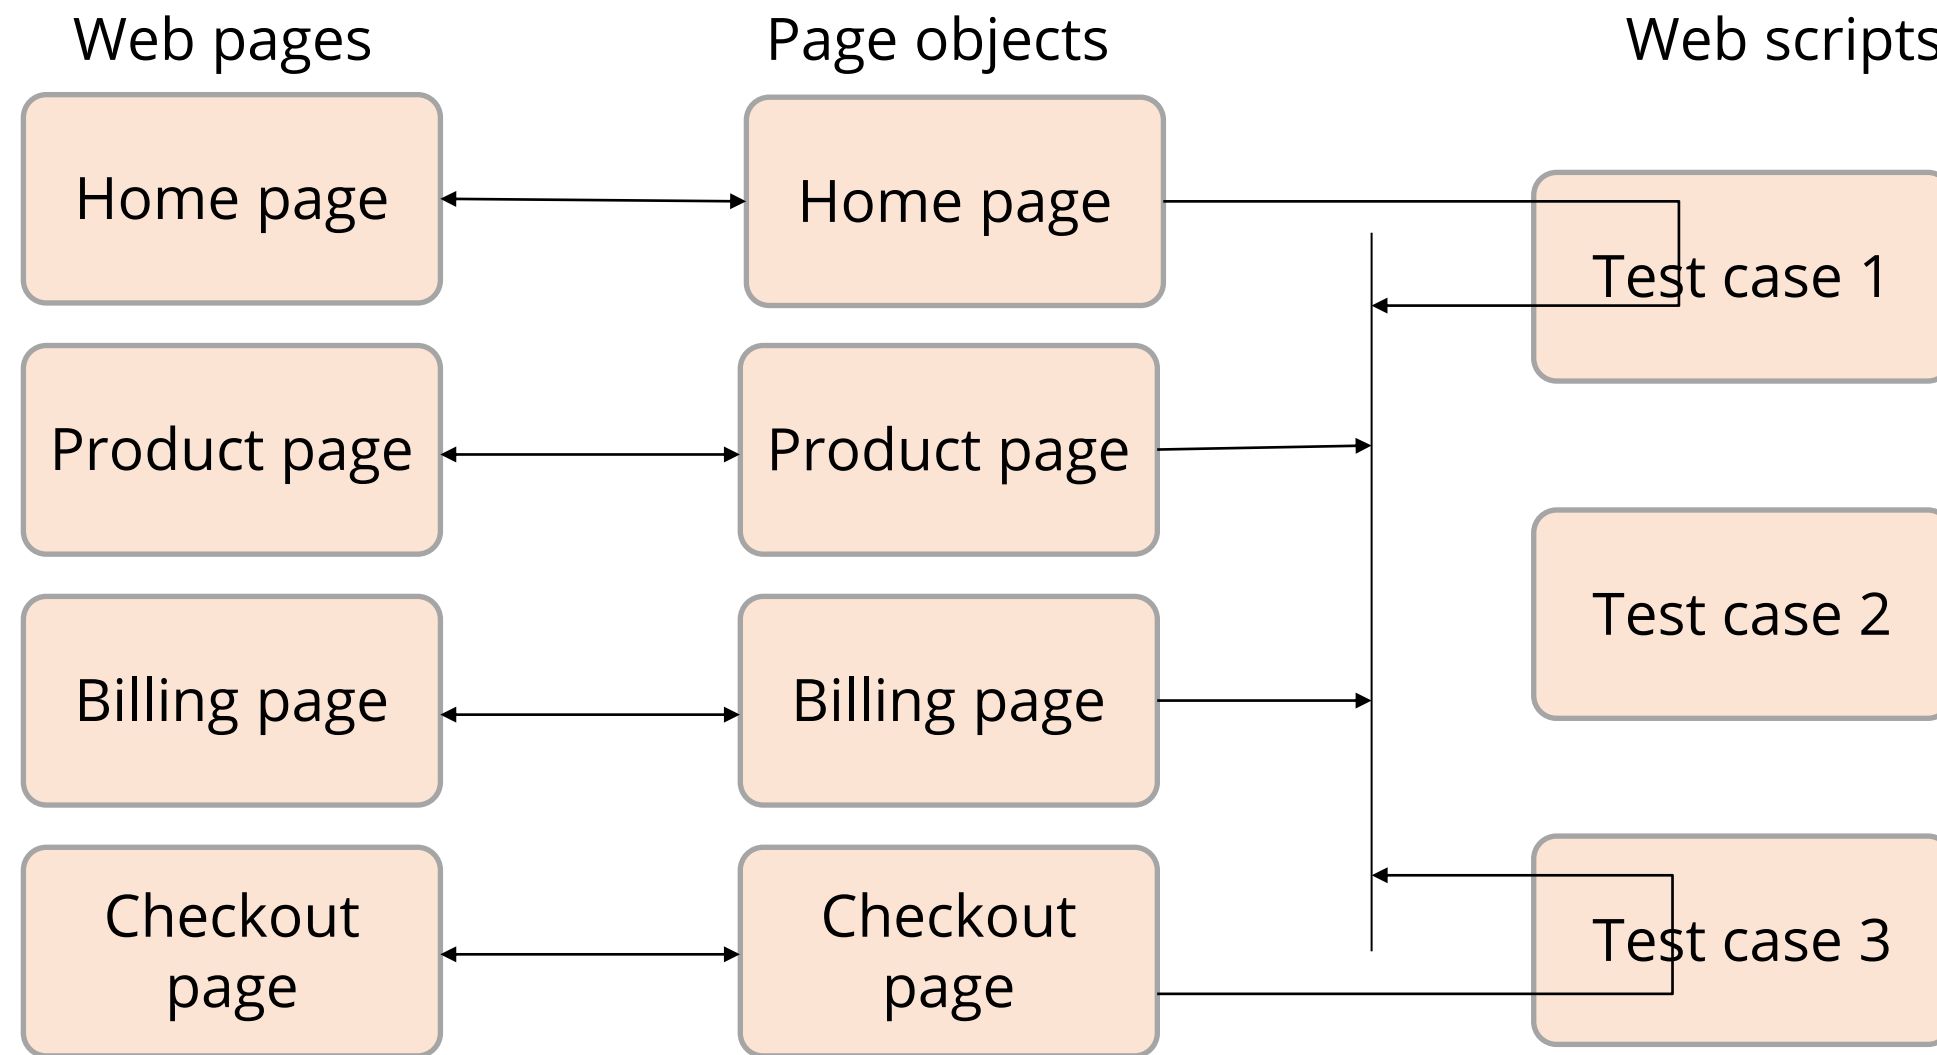 Web pages
Page objects
Web scripts
Home page
Home page
Test case 1
Product page
Product page
Test case 2
Billing page
Billing page
Checkout
page
Checkout
page
Test case 3